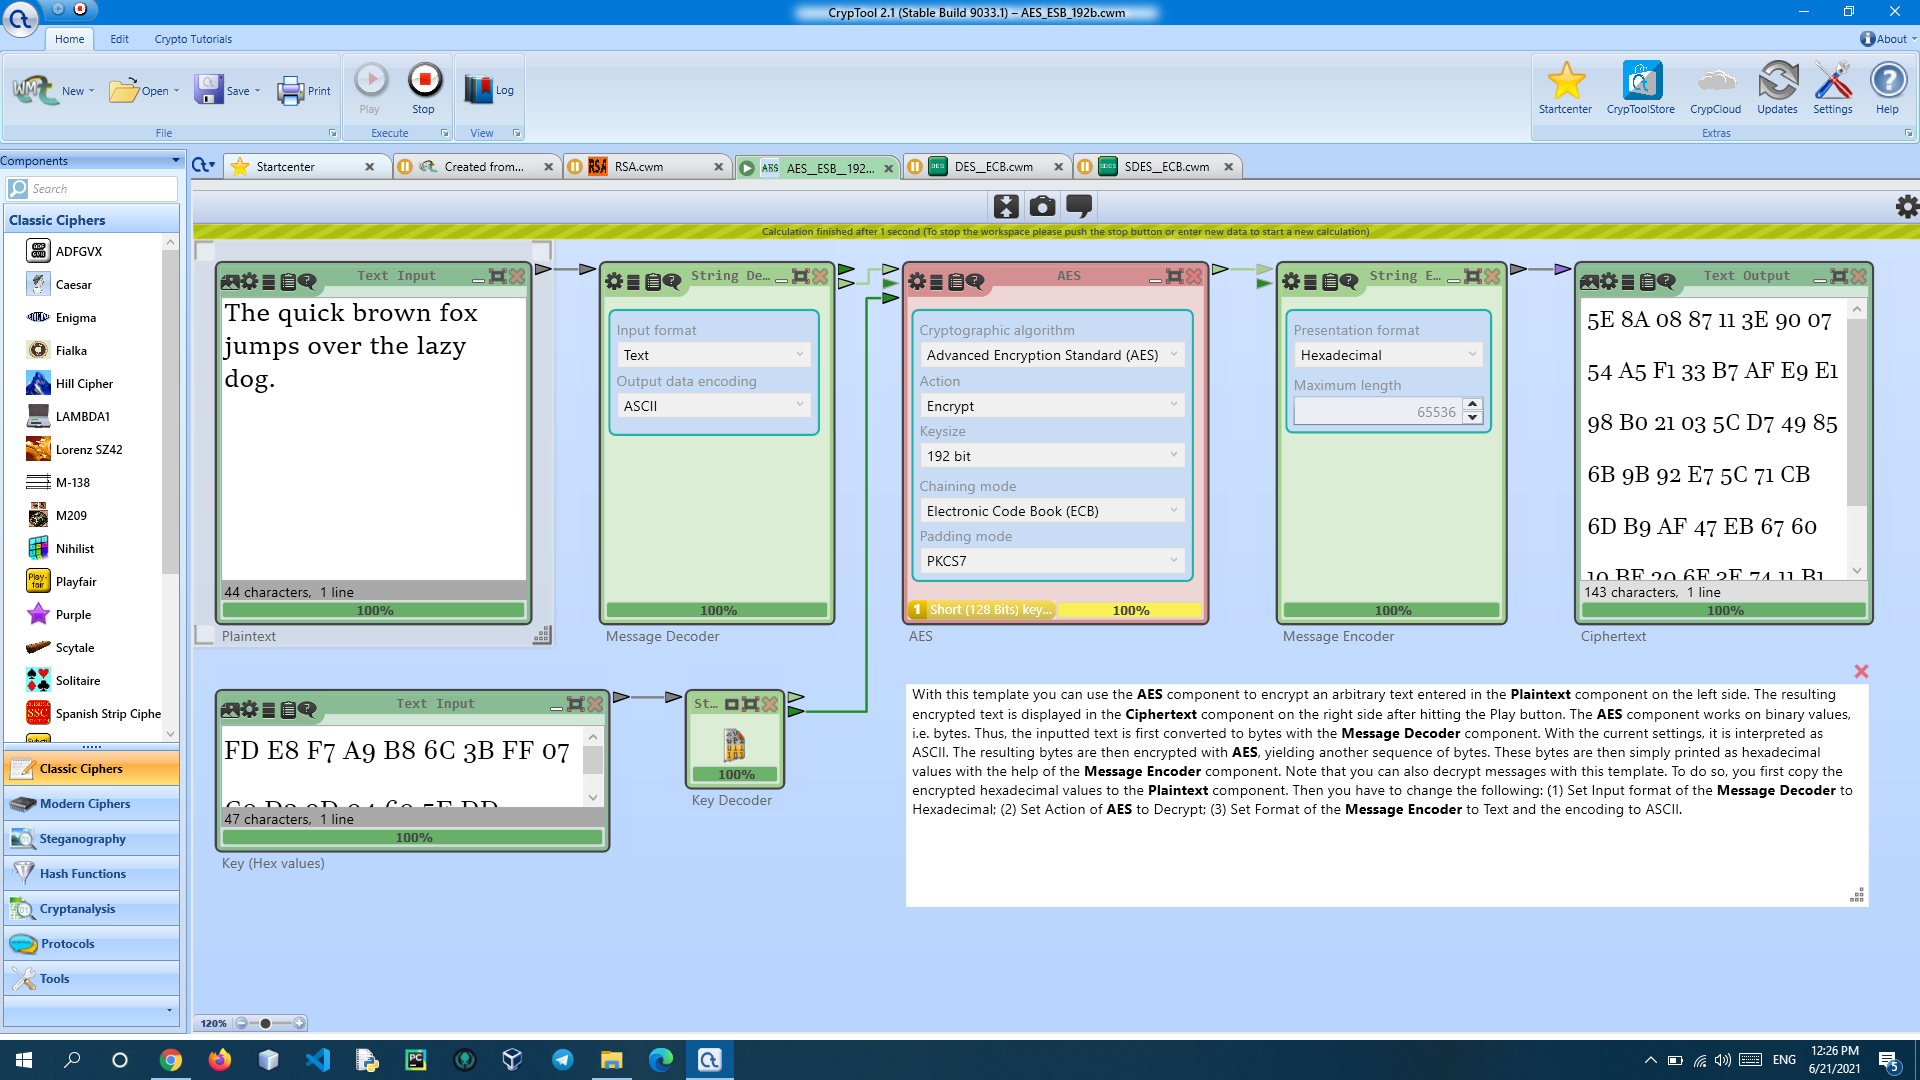 CrypTool 2.1 (Stable Build 9033.1) – AES_ESB_192b.cwm
Home
Edit
Crypto Tutorials
About
New
Open
Save
Print
Play
Stop
Log
Startcenter
CrypToolStore
CrypCloud
Updates
Settings
Help
File
Execute
View
Extras
Components
Startcenter
Created from...
RSA
RSA.cwm
AES
AES_ESB_192...
DES
DES_ECB.cwm
SDES
SDES_ECB.cwm
Search
Classic Ciphers
ADFGVX
Caesar
Enigma
Fialka
Hill Cipher
LAMBDA1
Lorenz SZ42
M-138
M209
Nihilist
Playfair
Purple
Scytale
Solitaire
Spanish Strip Ciphe
Classic Ciphers
Modern Ciphers
Steganography
Hash Functions
Cryptanalysis
Protocols
Tools
Calculation finished after 1 second (To stop the workspace please push the stop button or enter new data to start a new calculation)
Text Input
The quick brown fox
jumps over the lazy
dog.
44 characters, 1 line
100%
Plaintext
String De...
Input format
Text
Output data encoding
ASCII
100%
Message Decoder
AES
Cryptographic algorithm
Advanced Encryption Standard (AES)
Action
Encrypt
Keysize
192 bit
Chaining mode
Electronic Code Book (ECB)
Padding mode
PKCS7
1 Short (128 Bits) key...
100%
AES
String E...
Presentation format
Hexadecimal
Maximum length
65536
100%
Message Encoder
Text Output
5E 8A 08 87 11 3E 90 07
54 A5 F1 33 B7 AF E9 E1
98 B0 21 03 5C D7 49 85
6B 9B 92 E7 5C 71 CB
6D B9 AF 47 EB 67 60
10 BE 20 6F 3E 74 11 B1
143 characters, 1 line
100%
Ciphertext
Text Input
FD E8 F7 A9 B8 6C 3B FF 07
47 characters, 1 line
100%
Key (Hex values)
St...
100%
Key Decoder
With this template you can use the AES component to encrypt an arbitrary text entered in the Plaintext component on the left side. The resulting
encrypted text is displayed in the Ciphertext component on the right side after hitting the Play button. The AES component works on binary values,
i.e. bytes. Thus, the inputted text is first converted to bytes with the Message Decoder component. With the current settings, it is interpreted as
ASCII. The resulting bytes are then encrypted with AES, yielding another sequence of bytes. These bytes are then simply printed as hexadecimal
values with the help of the Message Encoder component. Note that you can also decrypt messages with this template. To do so, you first copy the
encrypted hexadecimal values to the Plaintext component. Then you have to change the following: (1) Set Input format of the Message Decoder to
Hexadecimal; (2) Set Action of AES to Decrypt; (3) Set Format of the Message Encoder to Text and the encoding to ASCII.
120%
ENG
12:26 PM
6/21/2021
5